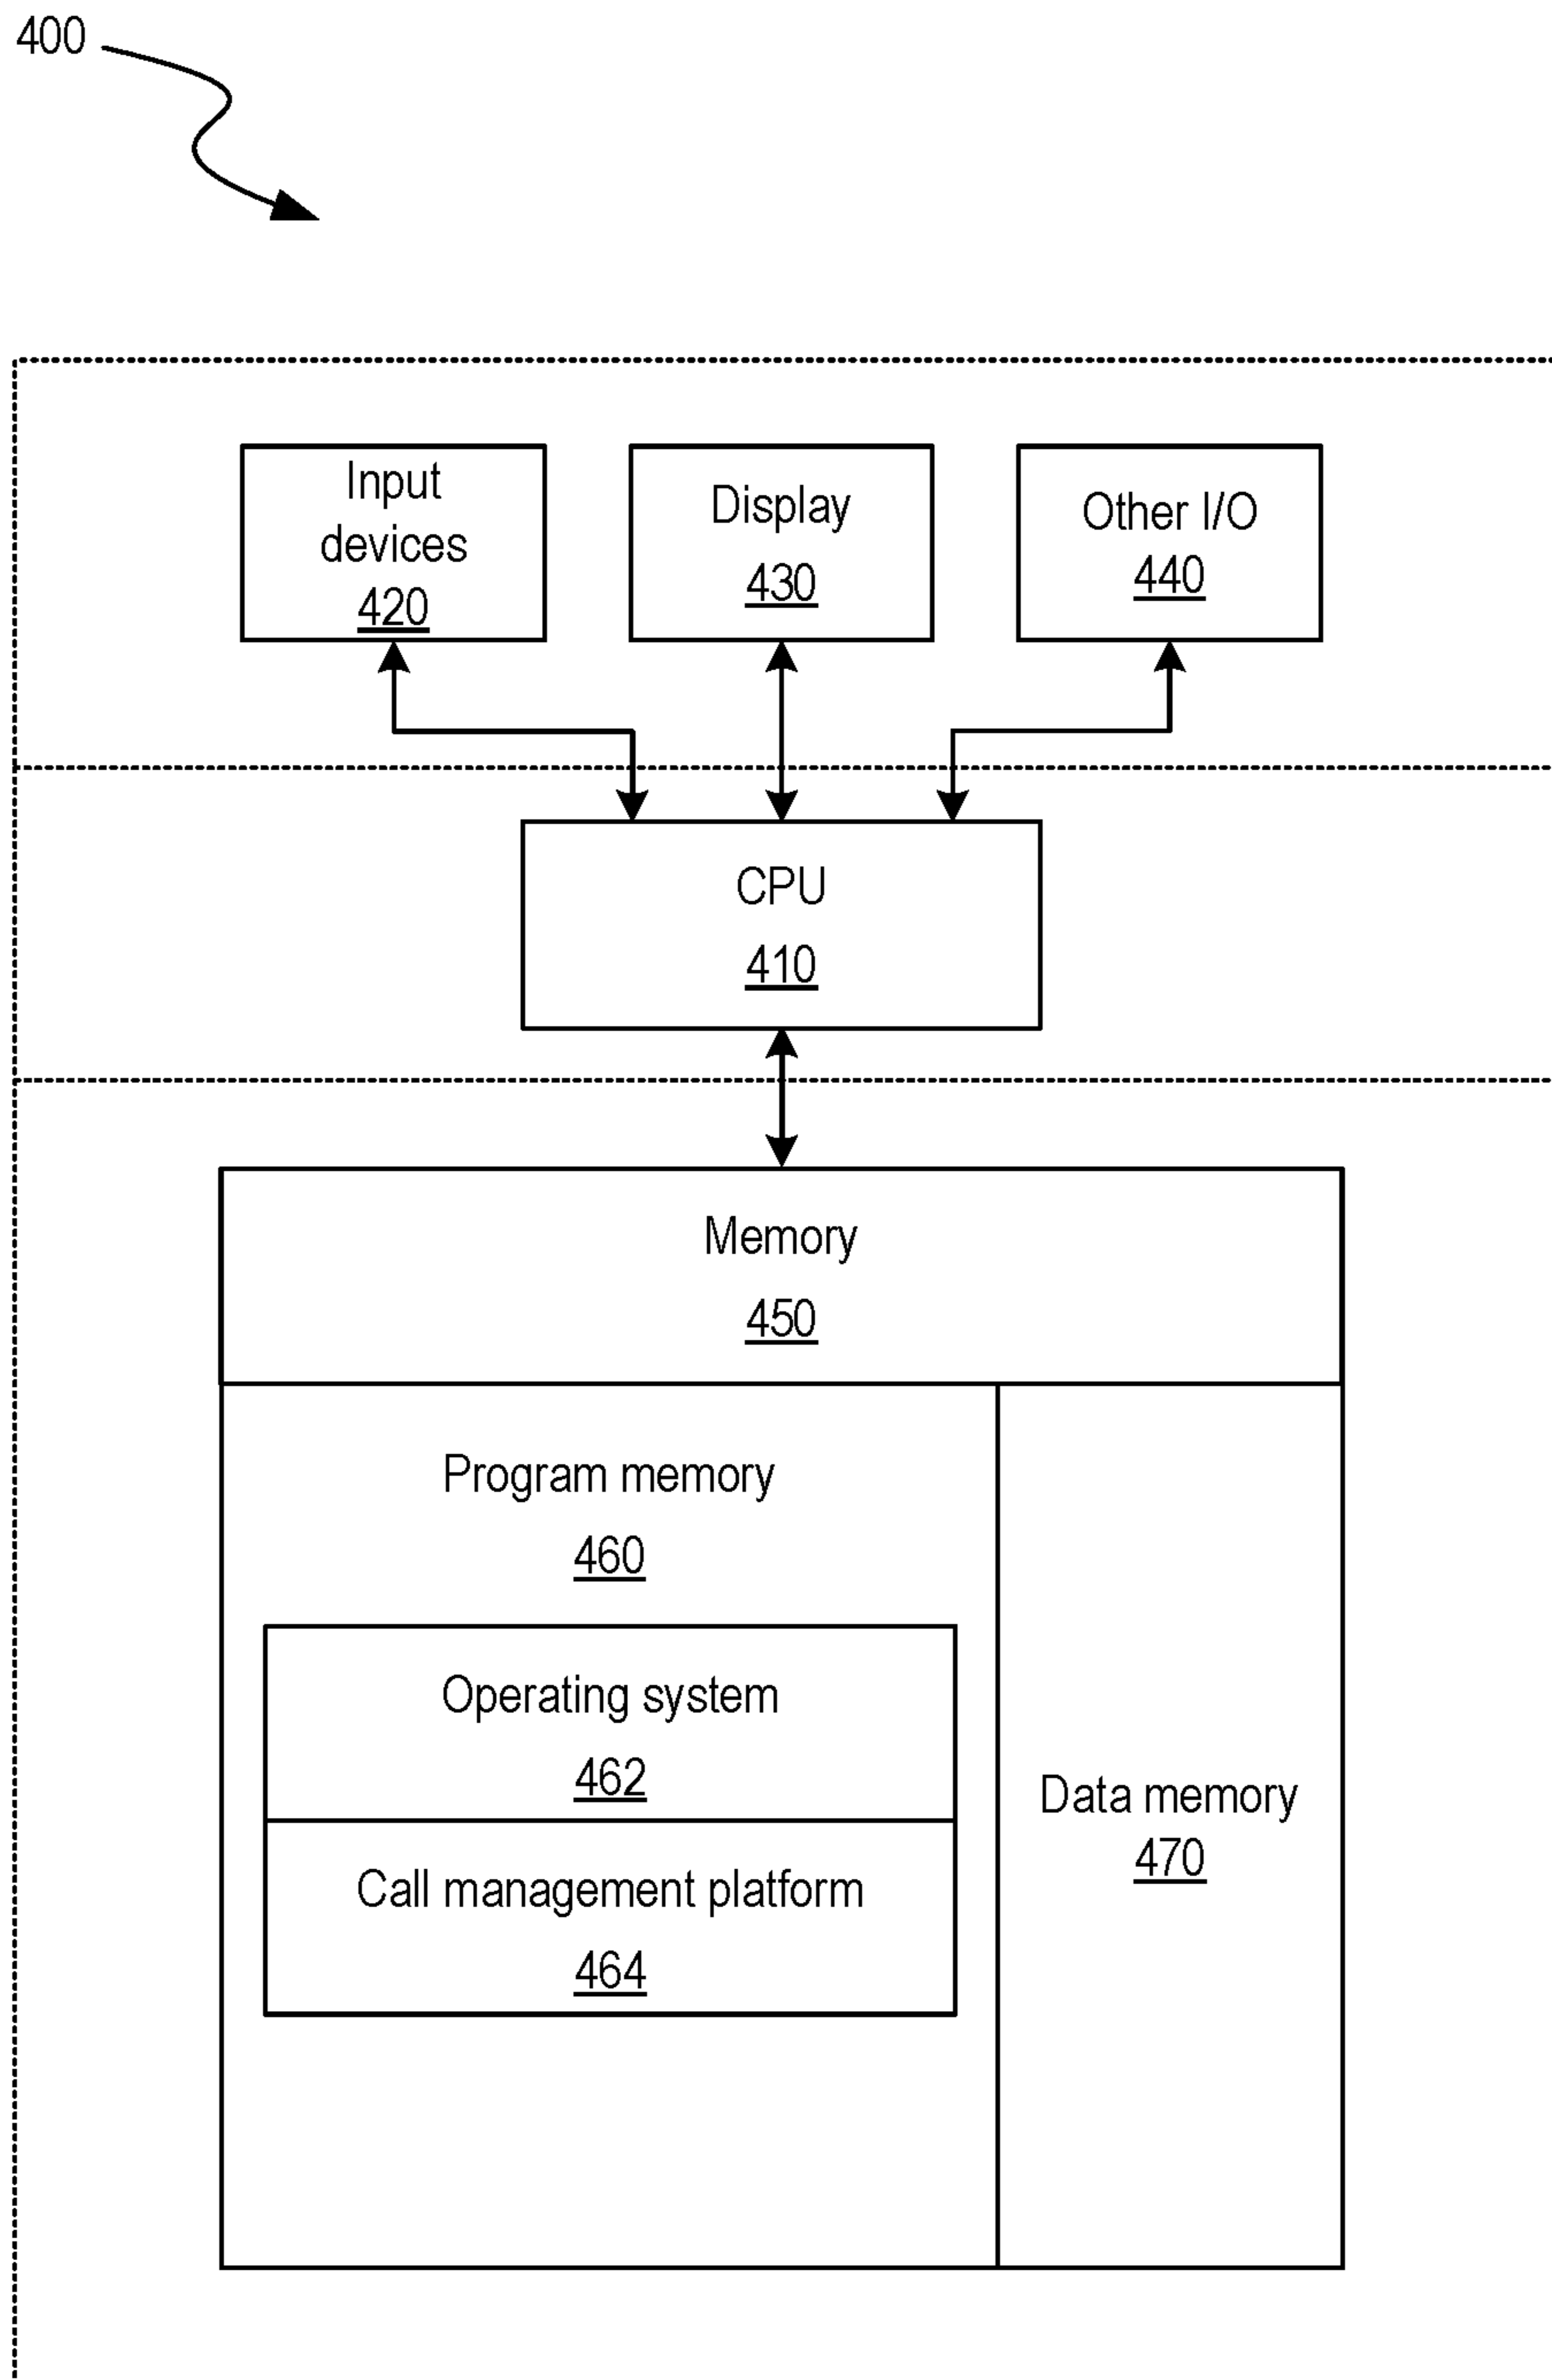 400
Input
devices
420
Display
430
Other I/O
440
CPU
410
Memory
450
Program memory
460
Operating system
462
Call management platform
464
Data memory
470